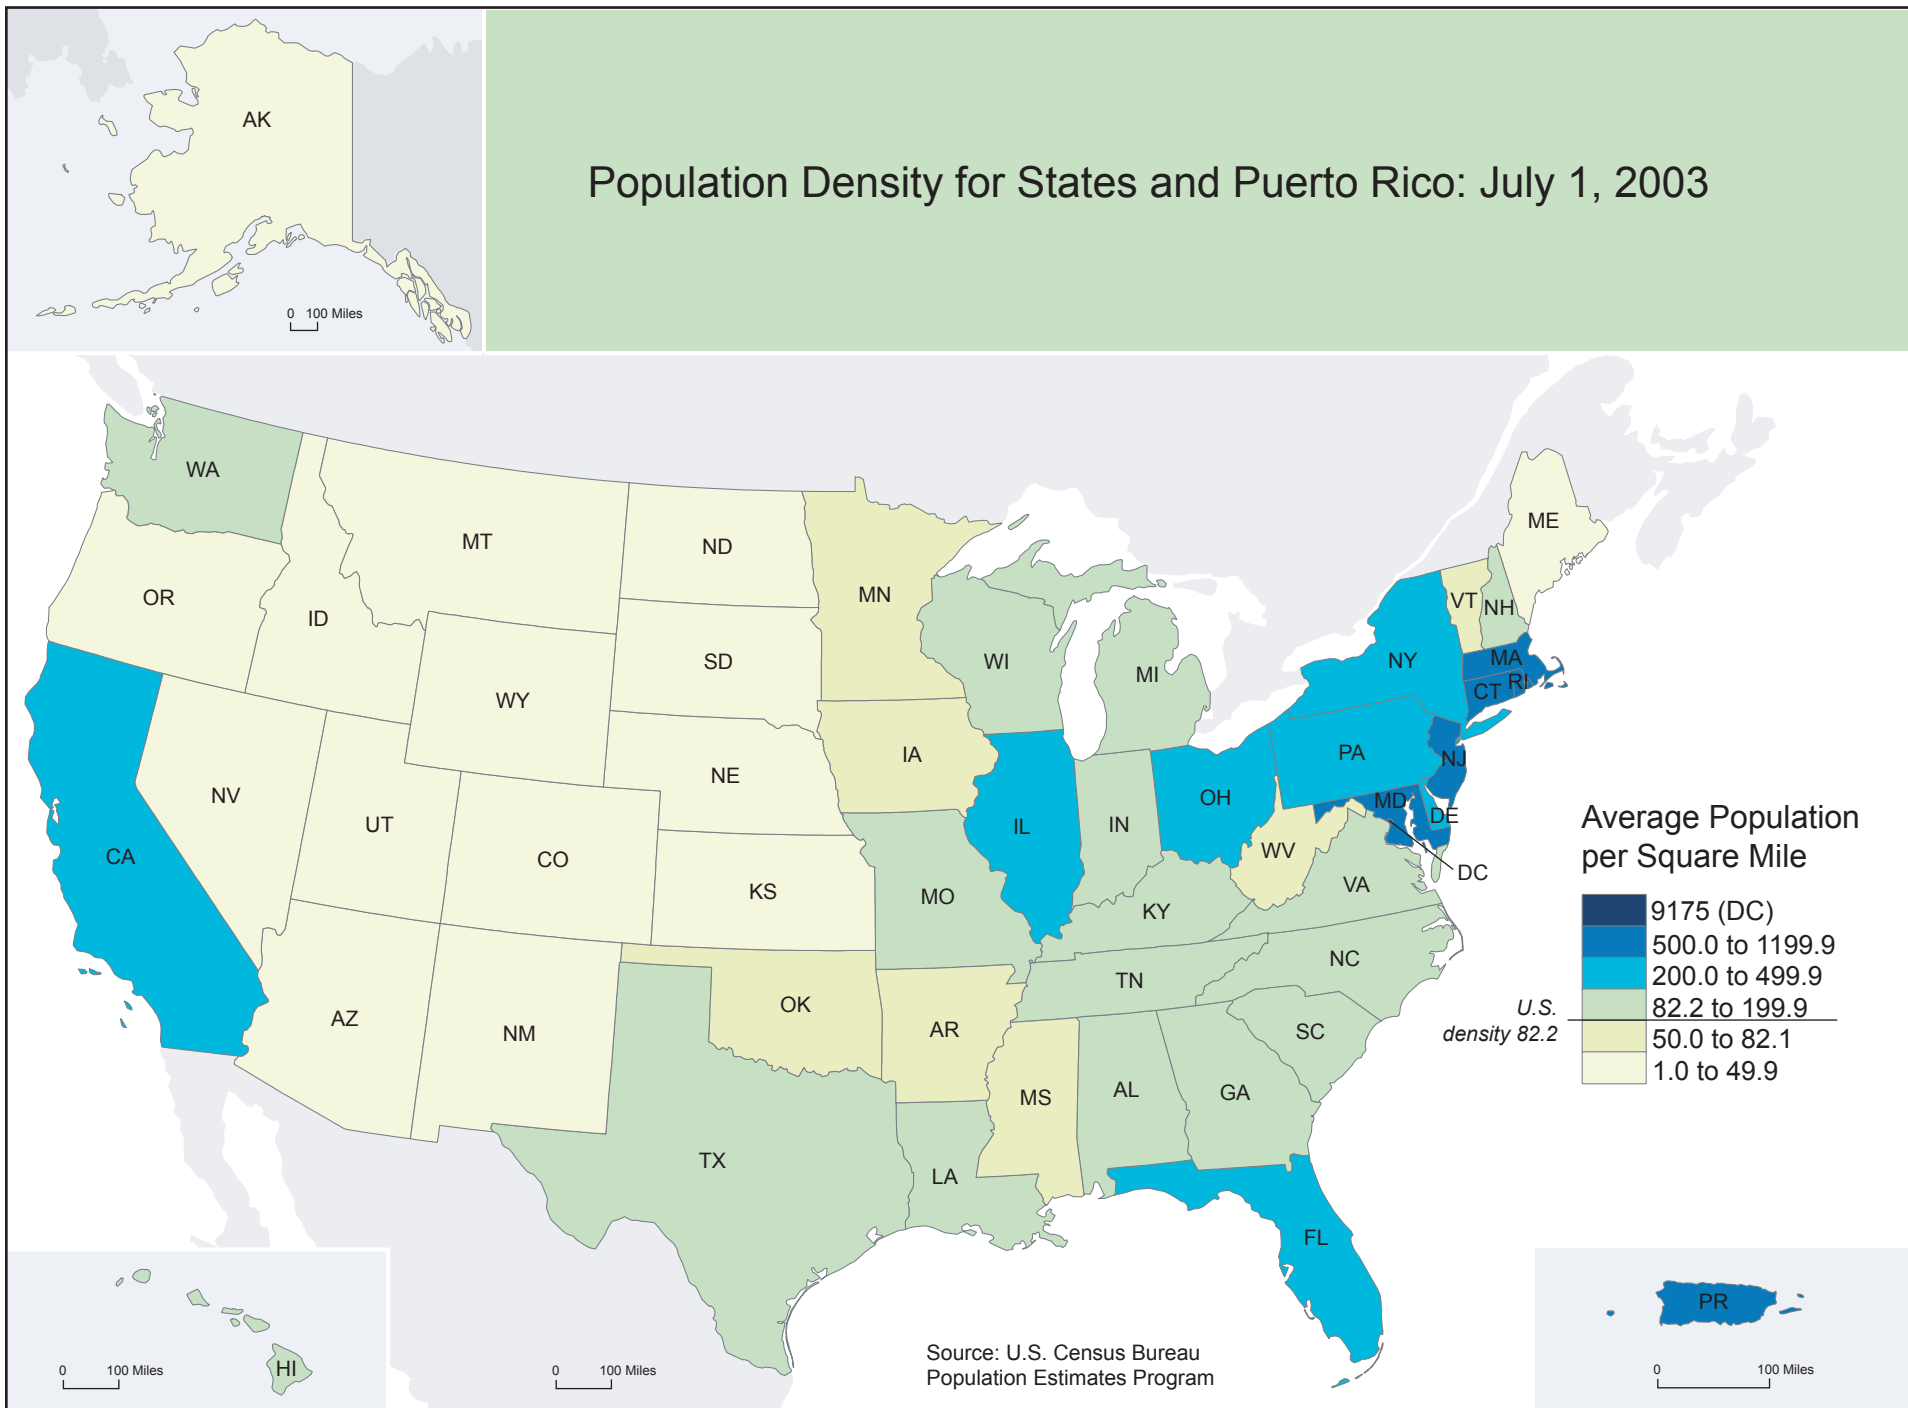 AK
0 100 Miles
Population Density for States and Puerto Rico: July 1, 2003
WA
MT
ND
ME
OR
ID
MN
VT
NH
SD
WI
MI
NY
MA
WY
CT
RI
IA
PA
NJ
NV
NE
OH
MD
UT
IL
IN
DE
CA
CO
WV
DC
KS
MO
VA
KY
NC
TN
AZ
NM
OK
AR
SC
MS
AL
GA
TX
LA
FL
Average Population
per Square Mile
9175 (DC)
500.0 to 1199.9
200.0 to 499.9
82.2 to 199.9
U.S.
density 82.2
50.0 to 82.1
1.0 to 49.9
HI
0 100 Miles
0 100 Miles
Source: U.S. Census Bureau
Population Estimates Program
PR
0 100 Miles